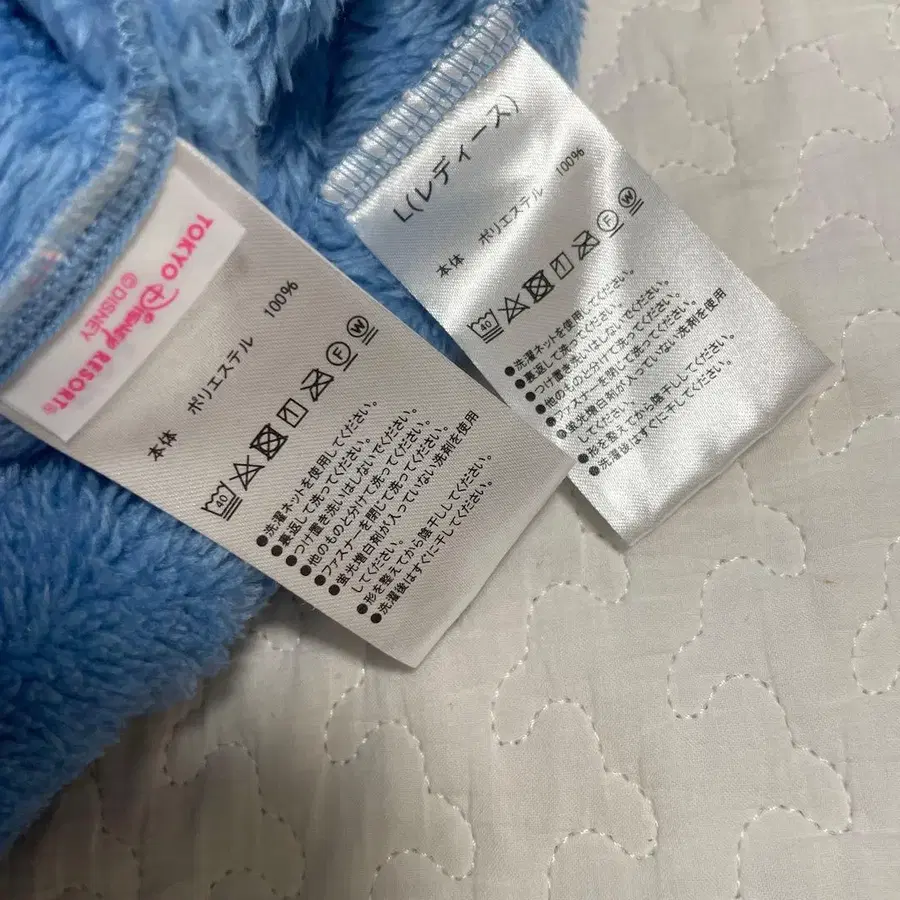 TOKYO DISNEY RESORT®
©DISNEY
本体 ポリエステル 100%
40 F W
●洗濯ネットを使用してください。
●裏返して洗ってください。
●つけ置き洗いはしないでください。
●他のものと分けて洗ってください。
●ファスナーを閉じて洗ってください。
●蛍光増白剤が入っていない洗剤を使用
してください。
●形を整えてから陰干ししてください。
●洗濯後はすぐに干してください。
L(レディース)
本体 ポリエステル 100%
40 F W
●洗濯ネットを使用してください。
●裏返して洗ってください。
●つけ置き洗いはしないでください。
●他のものと分けて洗ってください。
●ファスナーを閉じて洗ってください。
●蛍光増白剤が入っていない洗剤を使用
してください。
●形を整えてから陰干ししてください。
●洗濯後はすぐに干してください。